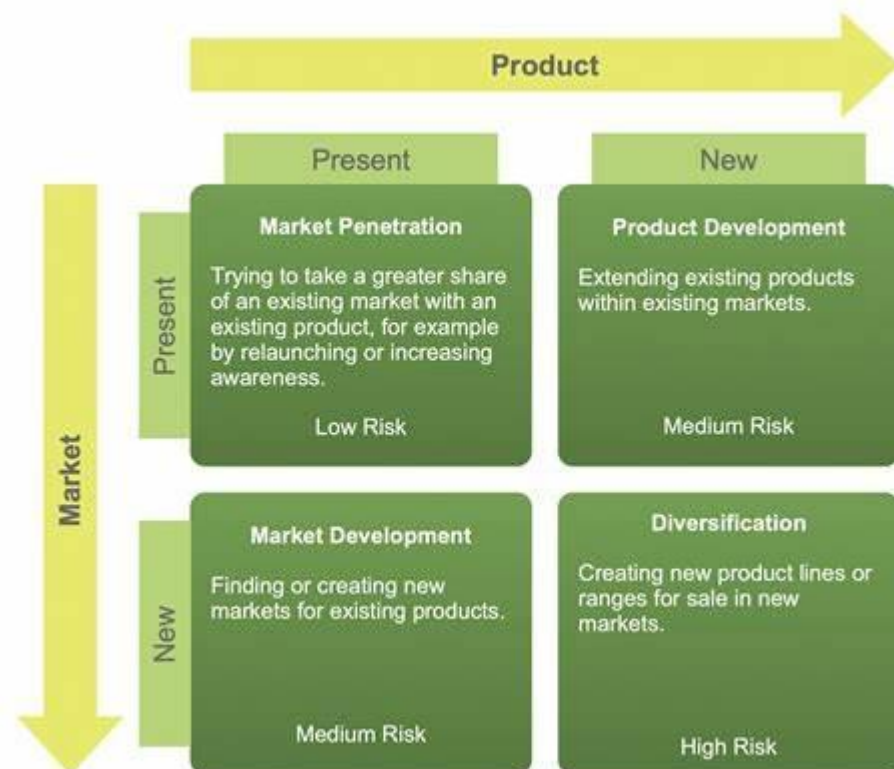 Product
Present
New
Market
Present
Market Penetration
Trying to take a greater share
of an existing market with an
existing product, for example
by relaunching or increasing
awareness.
Low Risk
Product Development
Extending existing products
within existing markets.
Medium Risk
New
Market Development
Finding or creating new
markets for existing products.
Medium Risk
Diversification
Creating new product lines or
ranges for sale in new
markets.
High Risk